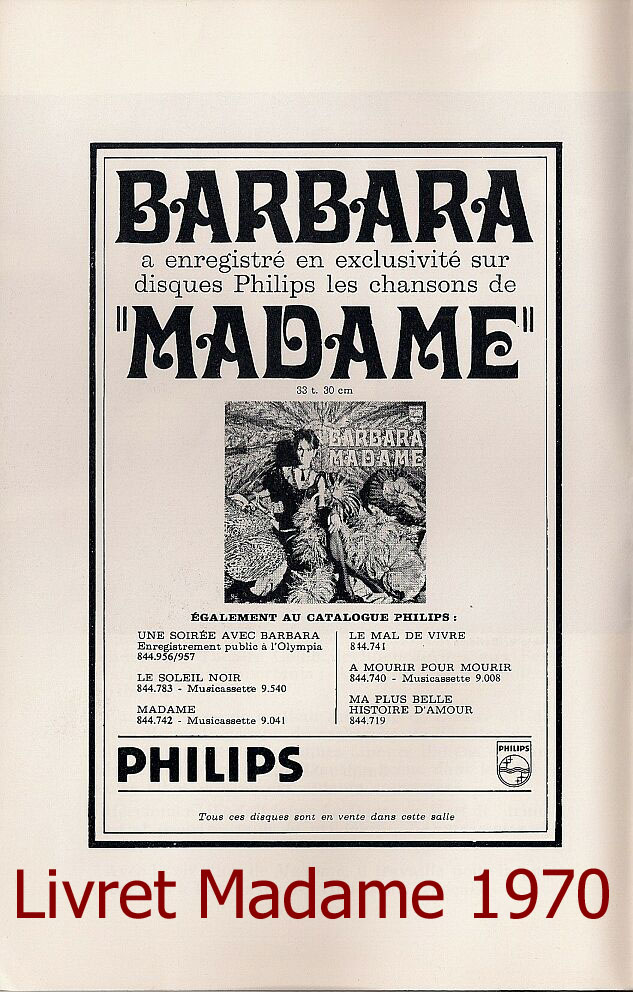 BARBARA
a enregistré en exclusivité sur
disques Philips les chansons de
"MADAME"
33 t. 30 cm
BARBARA
MADAME
ÉGALEMENT AU CATALOGUE PHILIPS :
UNE SOIRÉE AVEC BARBARA
Enregistrement public à l'Olympia
844.956/957
LE SOLEIL NOIR
844.783 - Musicassette 9.540
MADAME
844.742 - Musicassette 9.041
LE MAL DE VIVRE
844.741
A MOURIR POUR MOURIR
844.740 - Musicassette 9.008
MA PLUS BELLE
HISTOIRE D'AMOUR
844.719
PHILIPS
PHILIPS
Tous ces disques sont en vente dans cette salle
Livret Madame 1970